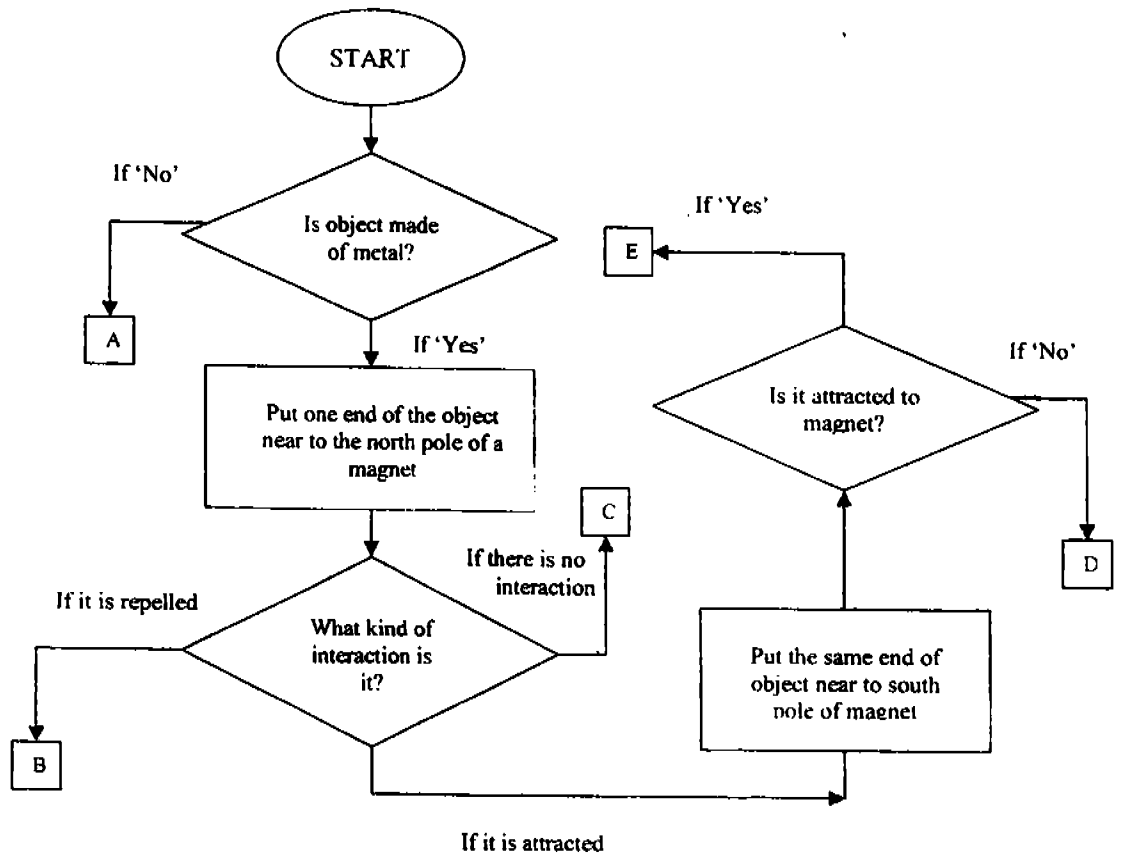 START
If 'No'
Is object made
of metal?
A
If 'Yes'
Put one end of the object
near to the north pole of a
magnet
If there is no
interaction
C
If it is repelled
What kind of
interaction is
it?
B
If it is attracted
Put the same end of
object near to south
pole of magnet
Is it attracted to
magnet?
If 'Yes'
E
If 'No'
D